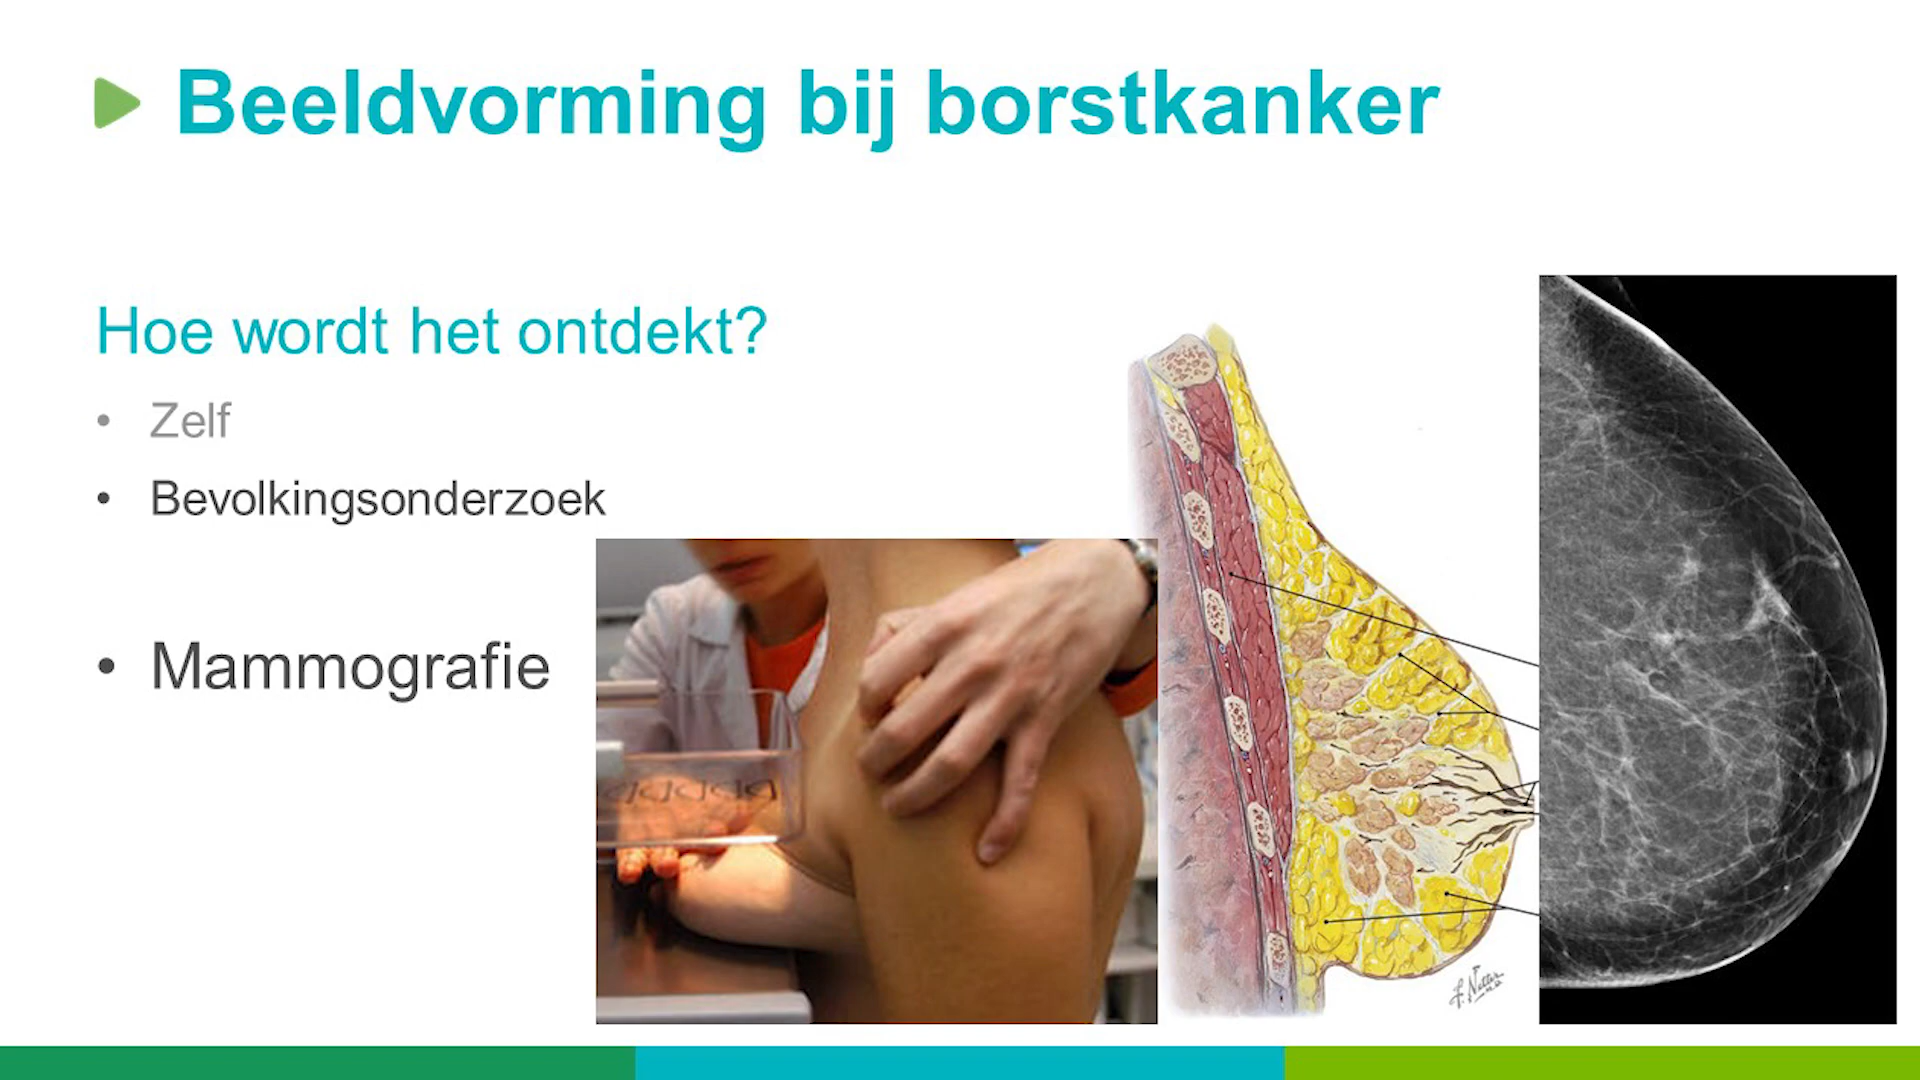 Beeldvorming bij borstkanker
Hoe wordt het ontdekt?
• Zelf
• Bevolkingsonderzoek
• Mammografie